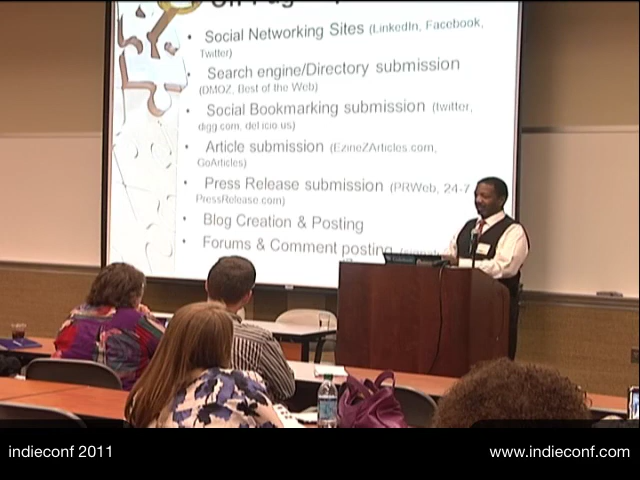 • Social Networking Sites (LinkedIn, Facebook,
Twitter)
• Search engine/Directory submission
(DMOZ, Best of the Web)
• Social Bookmarking submission (twitter,
digg.com, del.icio.us)
• Article submission (EzineZArticles.com,
GoArticles)
• Press Release submission (PRWeb, 24-7
PressRelease.com)
• Blog Creation & Posting
• Forums & Comment posting
indieconf 2011
www.indieconf.com